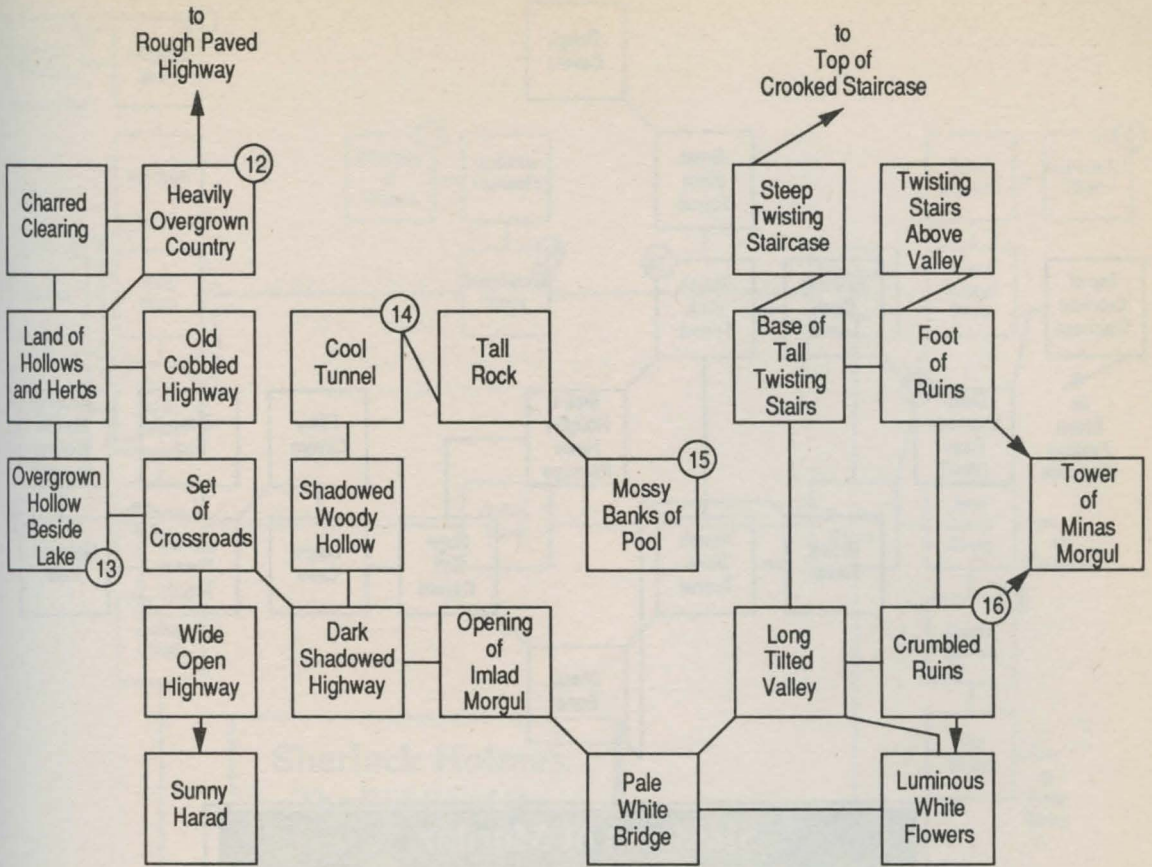 to
Rough Paved
Highway
to
Top of
Crooked Staircase
12
Charred
Clearing
Heavily
Overgrown
Country
Steep
Twisting
Staircase
Twisting
Stairs
Above
Valley
Land of
Hollows
and Herbs
Old
Cobbled
Highway
14
Cool
Tunnel
Tall
Rock
Base of
Tall
Twisting
Stairs
Foot
of
Ruins
Overgrown
Hollow
Beside
Lake
13
Set
of
Crossroads
Shadowed
Woody
Hollow
15
Mossy
Banks of
Pool
Tower
of
Minas
Morgul
Wide
Open
Highway
Dark
Shadowed
Highway
Opening
of
Imlad
Morgul
Long
Tilted
Valley
16
Crumbled
Ruins
Sunny
Harad
Pale
White
Bridge
Luminous
White
Flowers
Sherlock Holmes